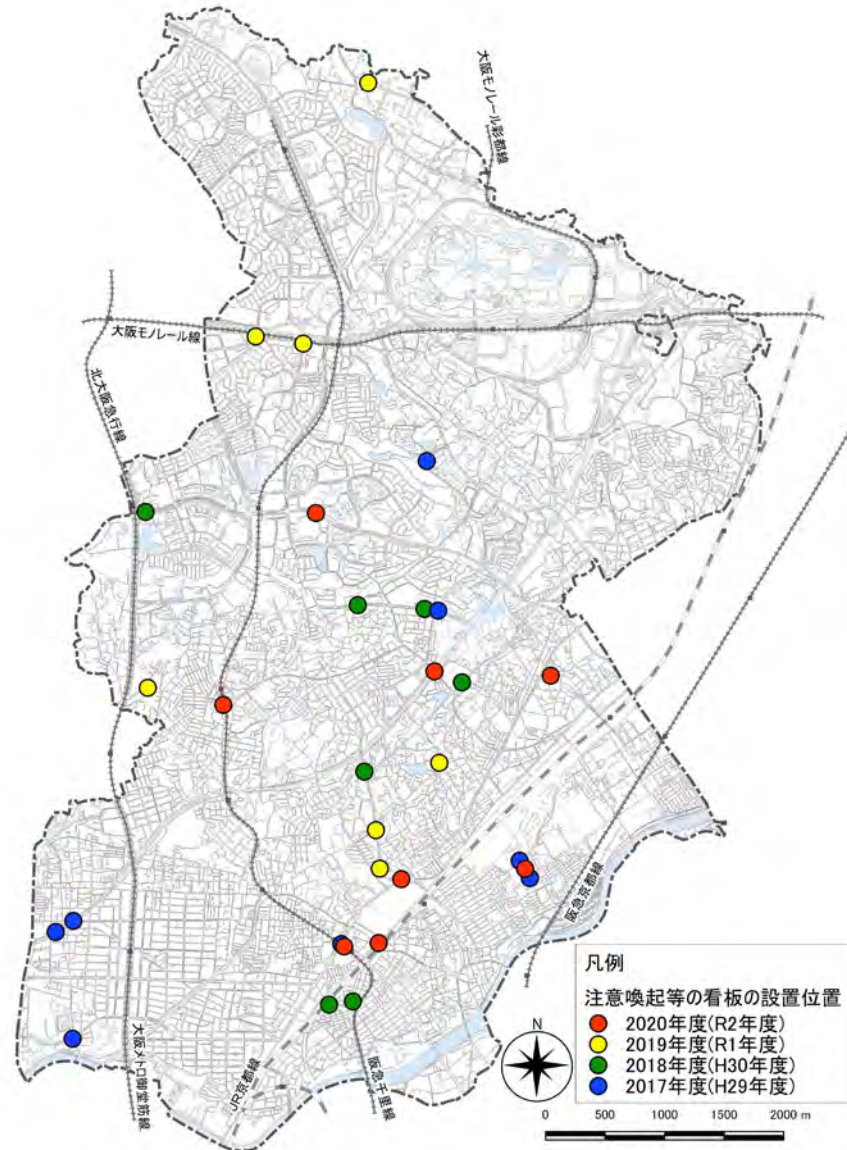 大阪モノレール彩都線
大阪モノレール線
北大阪急行線
阪急京都線
大阪メトロ御堂筋線
JR京都線
阪急千里線
凡例
注意喚起等の看板の設置位置
2020年度(R2年度)
2019年度(R1年度)
2018年度(H30年度)
2017年度(H29年度)
N
0 500 1000 1500 2000 m